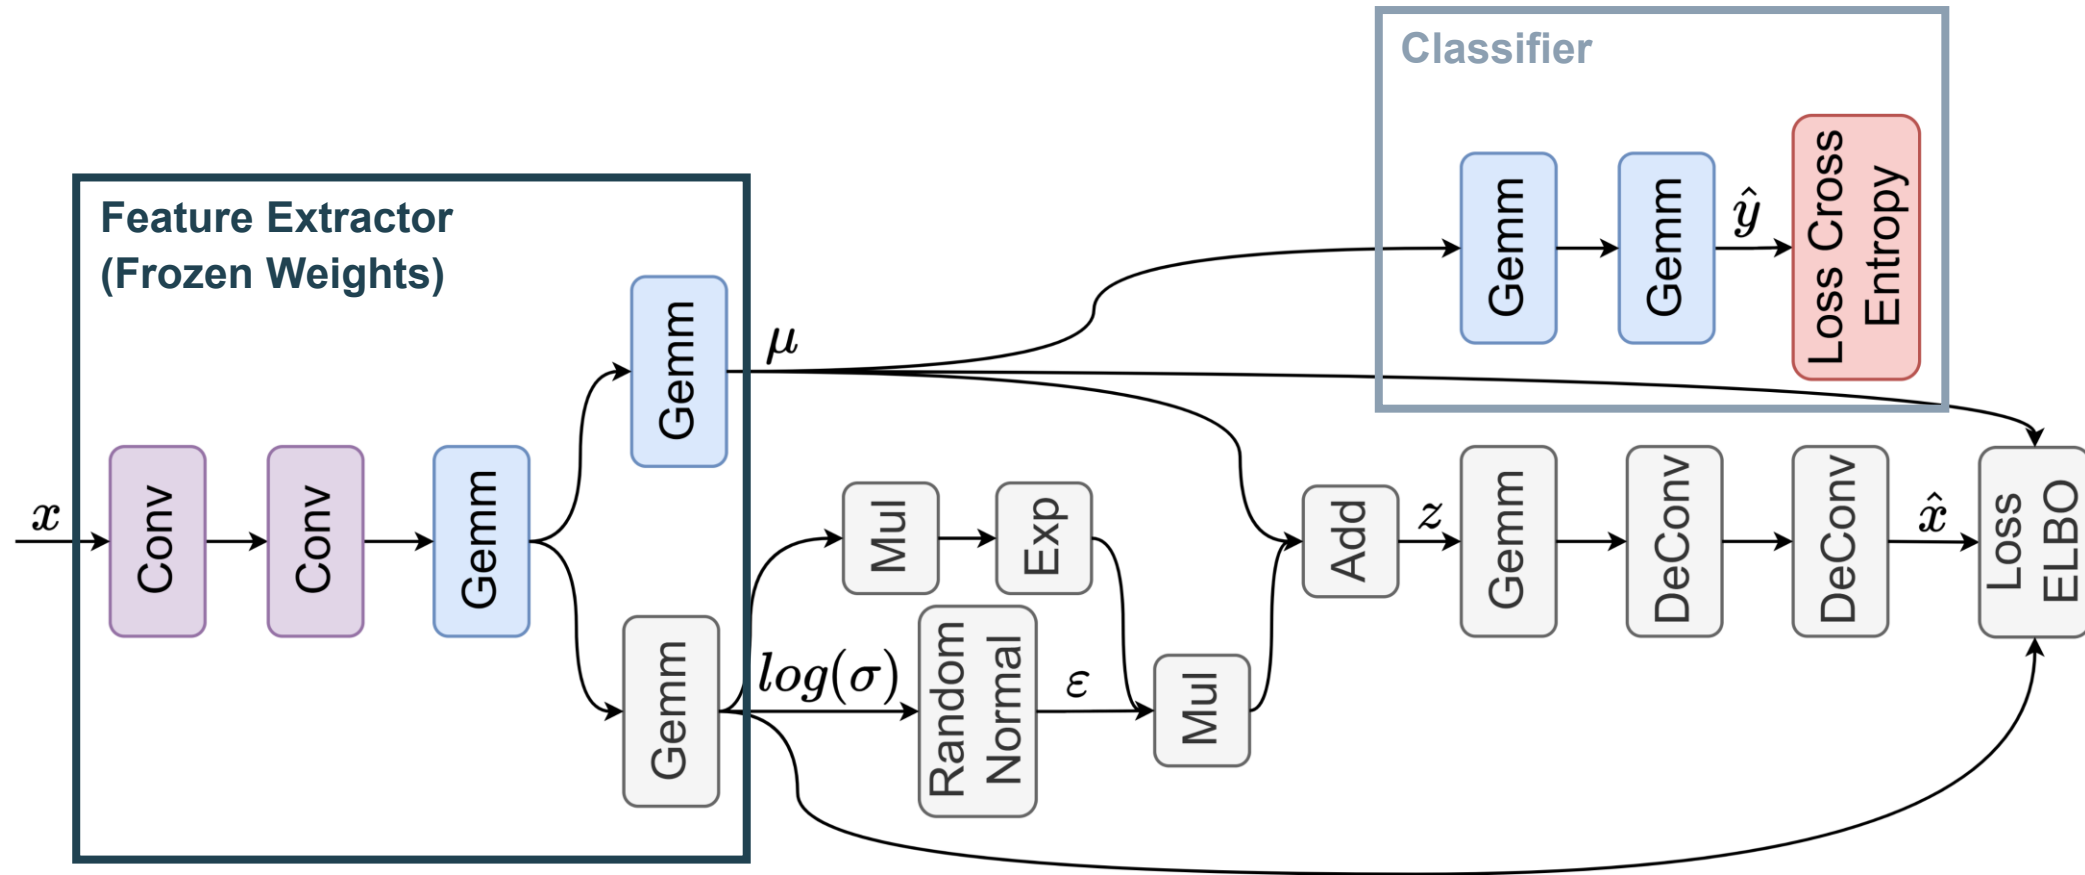 Classifier
Feature Extractor
(Frozen Weights)
x
Conv
Conv
Gemm
Gemm
μ
Gemm
log(σ)
Mul
Exp
Random
Normal
ε
Mul
Add
z
Gemm
DeConv
DeConv
x̂
Loss
ELBO
Gemm
Gemm
ŷ
Loss Cross
Entropy